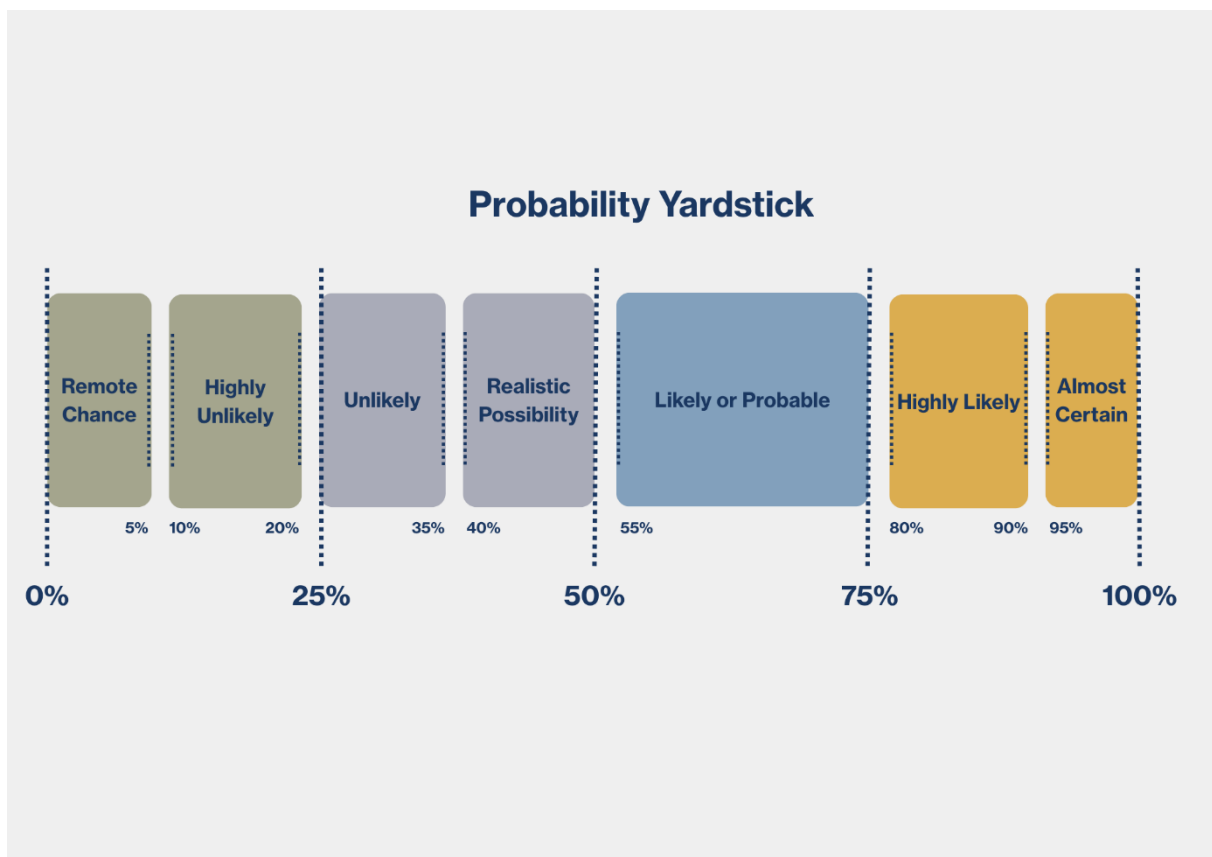 Probability Yardstick
Remote
Chance
Highly
Unlikely
Unlikely
Realistic
Possibility
Likely or Probable
Highly Likely
Almost
Certain
5%
10%
20%
35%
40%
55%
80%
90%
95%
0%
25%
50%
75%
100%